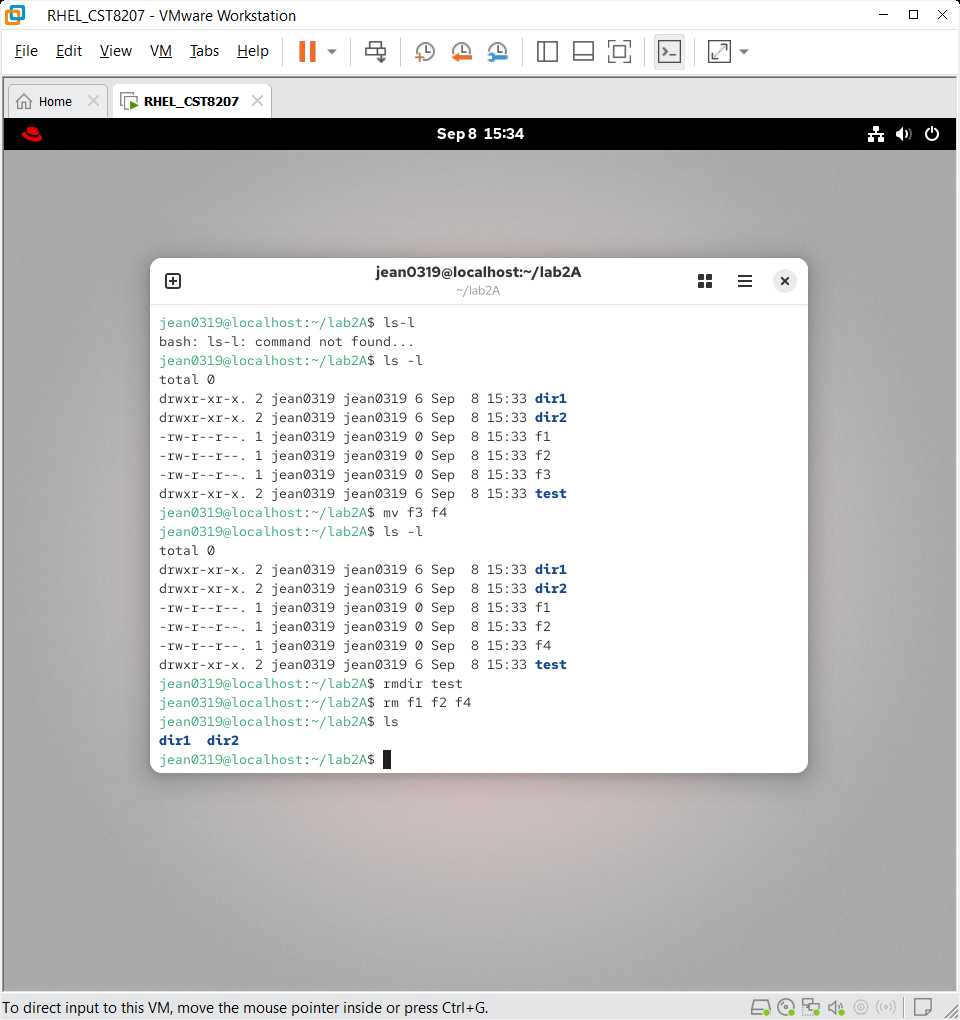 RHEL_CST8207 - VMware Workstation
File Edit View VM Tabs Help
Home RHEL_CST8207
Sep 8 15:34
jean0319@localhost:~/lab2A
~/lab2A
jean0319@localhost:~/lab2A$ ls-l
bash: ls-l: command not found...
jean0319@localhost:~/lab2A$ ls -l
total 0
drwxr-xr-x. 2 jean0319 jean0319 6 Sep  8 15:33 dir1
drwxr-xr-x. 2 jean0319 jean0319 6 Sep  8 15:33 dir2
-rw-r--r--. 1 jean0319 jean0319 0 Sep  8 15:33 f1
-rw-r--r--. 1 jean0319 jean0319 0 Sep  8 15:33 f2
-rw-r--r--. 1 jean0319 jean0319 0 Sep  8 15:33 f3
drwxr-xr-x. 2 jean0319 jean0319 6 Sep  8 15:33 test
jean0319@localhost:~/lab2A$ mv f3 f4
jean0319@localhost:~/lab2A$ ls -l
total 0
drwxr-xr-x. 2 jean0319 jean0319 6 Sep  8 15:33 dir1
drwxr-xr-x. 2 jean0319 jean0319 6 Sep  8 15:33 dir2
-rw-r--r--. 1 jean0319 jean0319 0 Sep  8 15:33 f1
-rw-r--r--. 1 jean0319 jean0319 0 Sep  8 15:33 f2
-rw-r--r--. 1 jean0319 jean0319 0 Sep  8 15:33 f4
drwxr-xr-x. 2 jean0319 jean0319 6 Sep  8 15:33 test
jean0319@localhost:~/lab2A$ rmdir test
jean0319@localhost:~/lab2A$ rm f1 f2 f4
jean0319@localhost:~/lab2A$ ls
dir1  dir2
jean0319@localhost:~/lab2A$
To direct input to this VM, move the mouse pointer inside or press Ctrl+G.